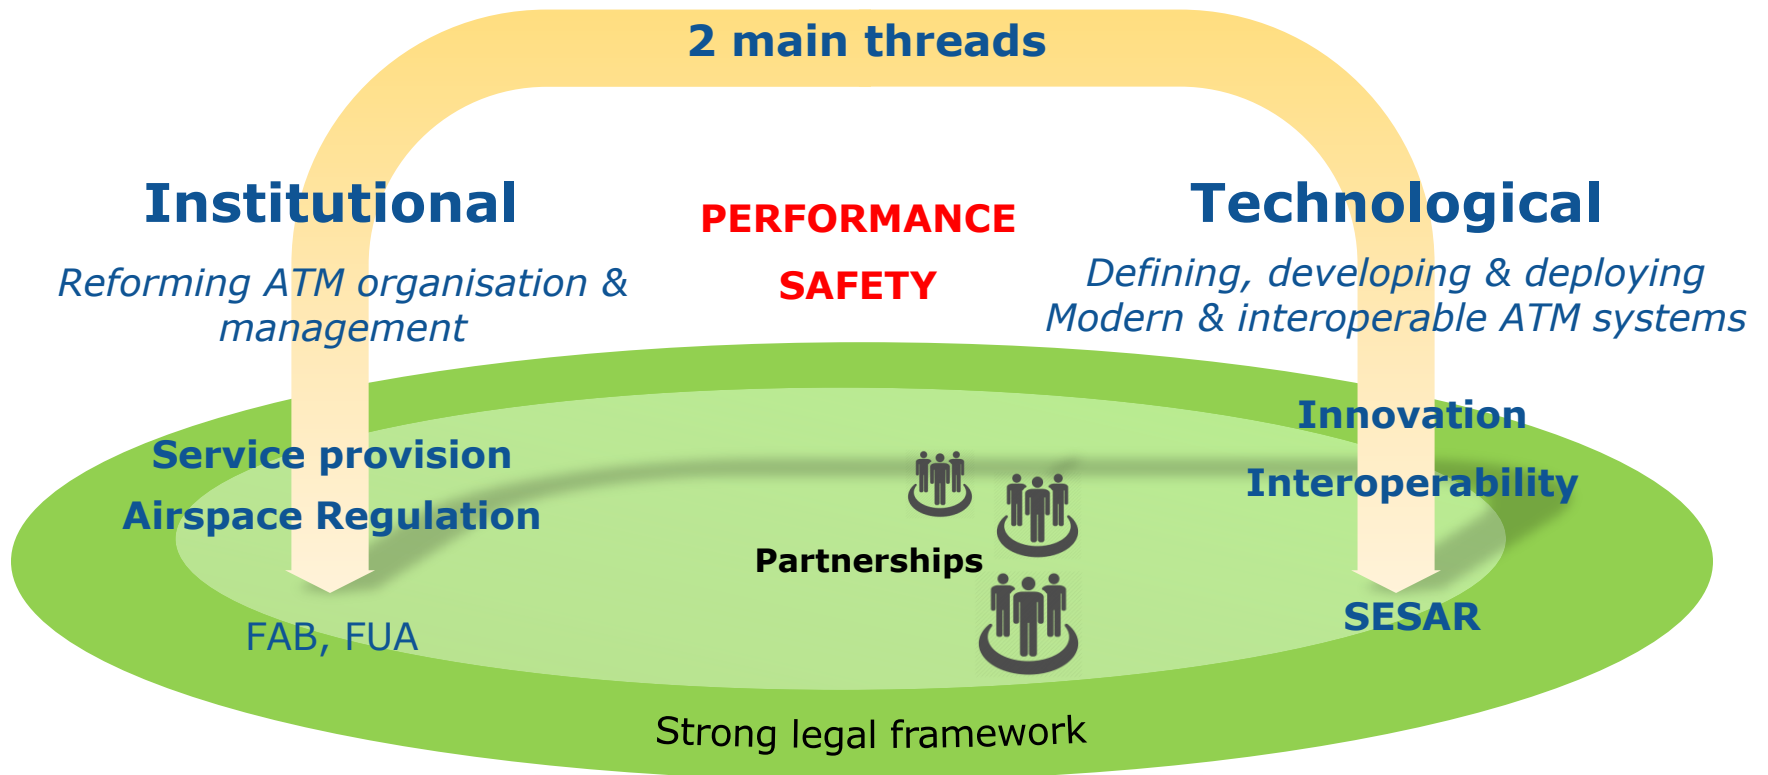 2 main threads
Institutional
Reforming ATM organisation &
management
PERFORMANCE
SAFETY
Technological
Defining, developing & deploying
Modern & interoperable ATM systems
Service provision
Airspace Regulation
FAB, FUA
Partnerships
Innovation
Interoperability
SESAR
Strong legal framework